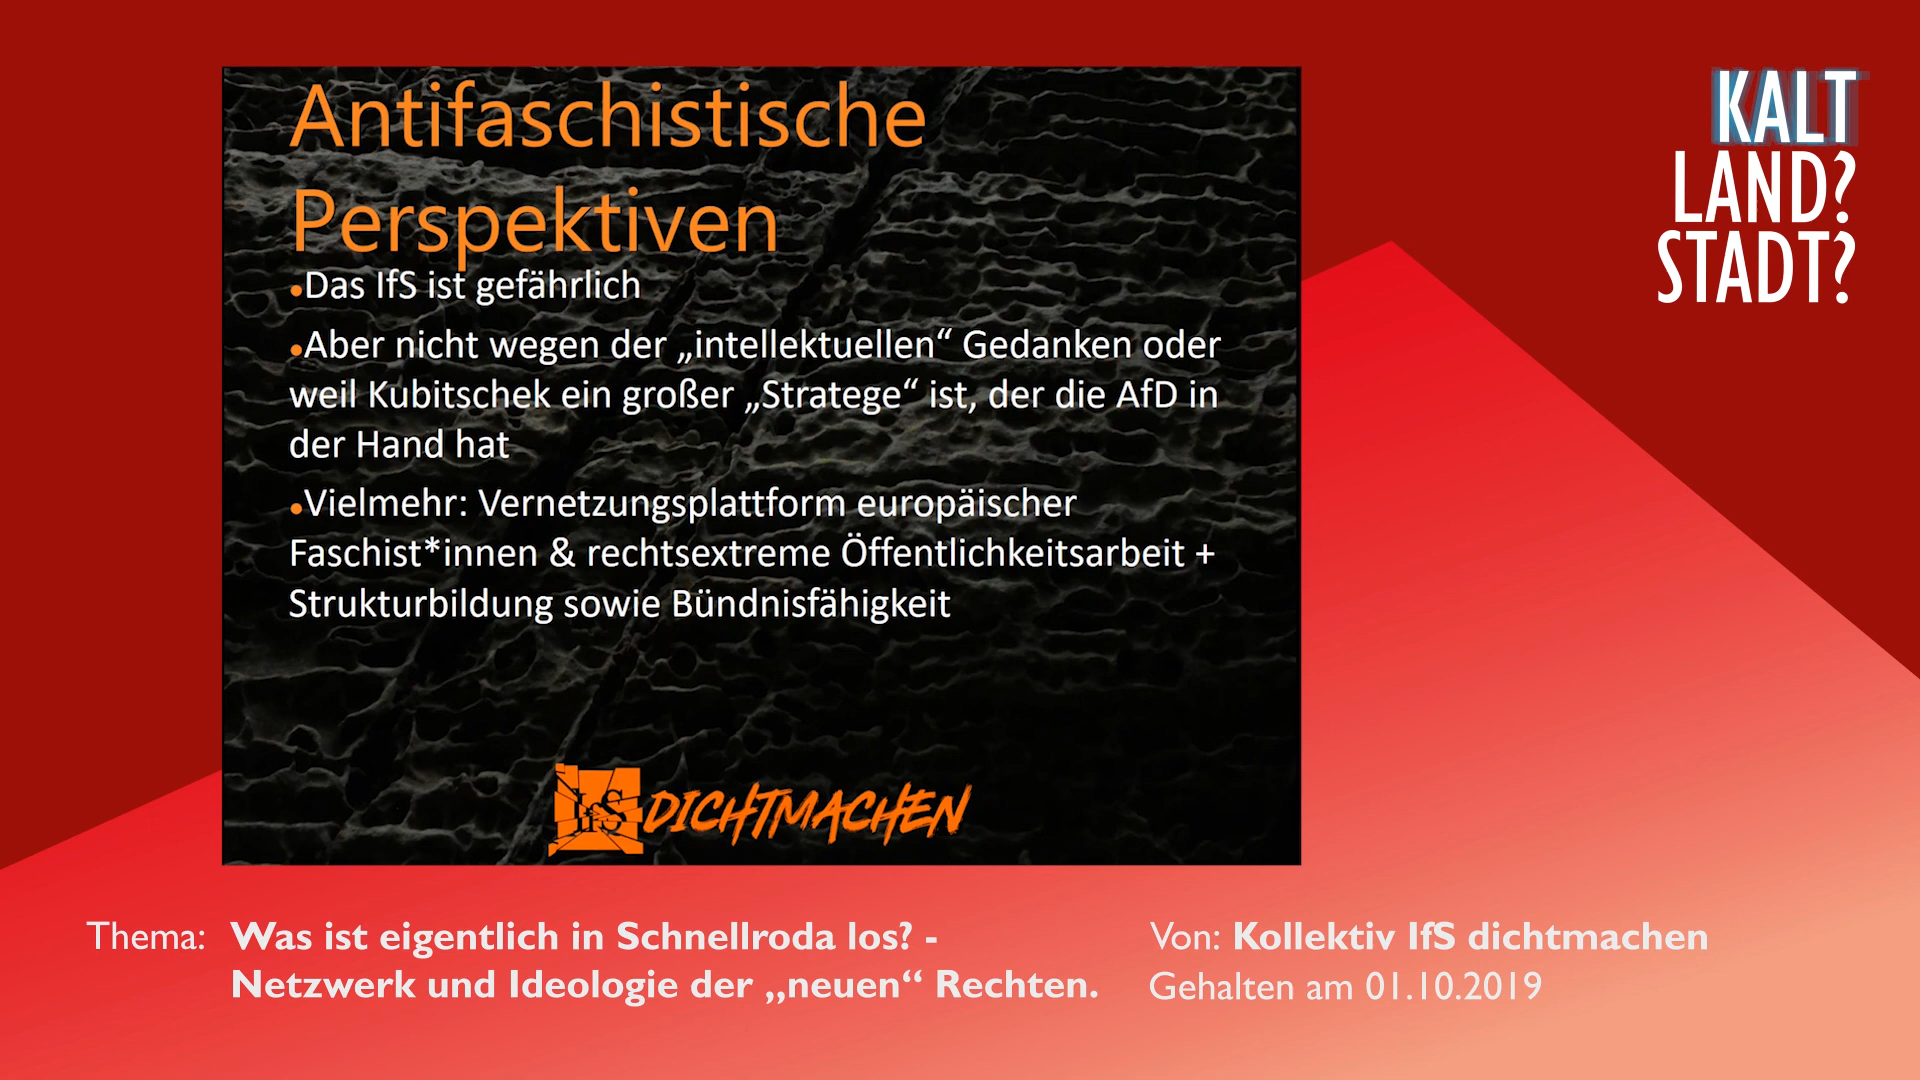 Antifaschistische
Perspektiven
•Das IfS ist gefährlich
•Aber nicht wegen der „intellektuellen“ Gedanken oder
weil Kubitschek ein großer „Stratege“ ist, der die AfD in
der Hand hat
•Vielmehr: Vernetzungsplattform europäischer
Faschist*innen & rechtsextreme Öffentlichkeitsarbeit +
Strukturbildung sowie Bündnisfähigkeit
IfS DICHTMACHEN
KALT
LAND?
STADT?
Thema: Was ist eigentlich in Schnellroda los? -
Netzwerk und Ideologie der „neuen“ Rechten.
Von: Kollektiv IfS dichtmachen
Gehalten am 01.10.2019